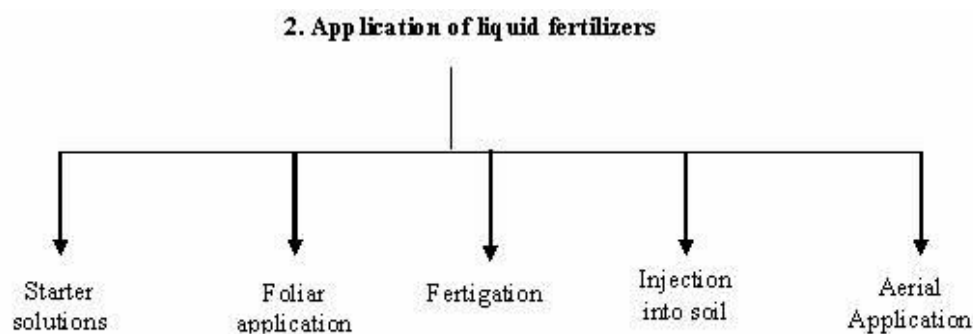 2. Application of liquid fertilizers
Starter
solutions
Foliar
application
Fertigation
Injection
into soil
Aerial
Application